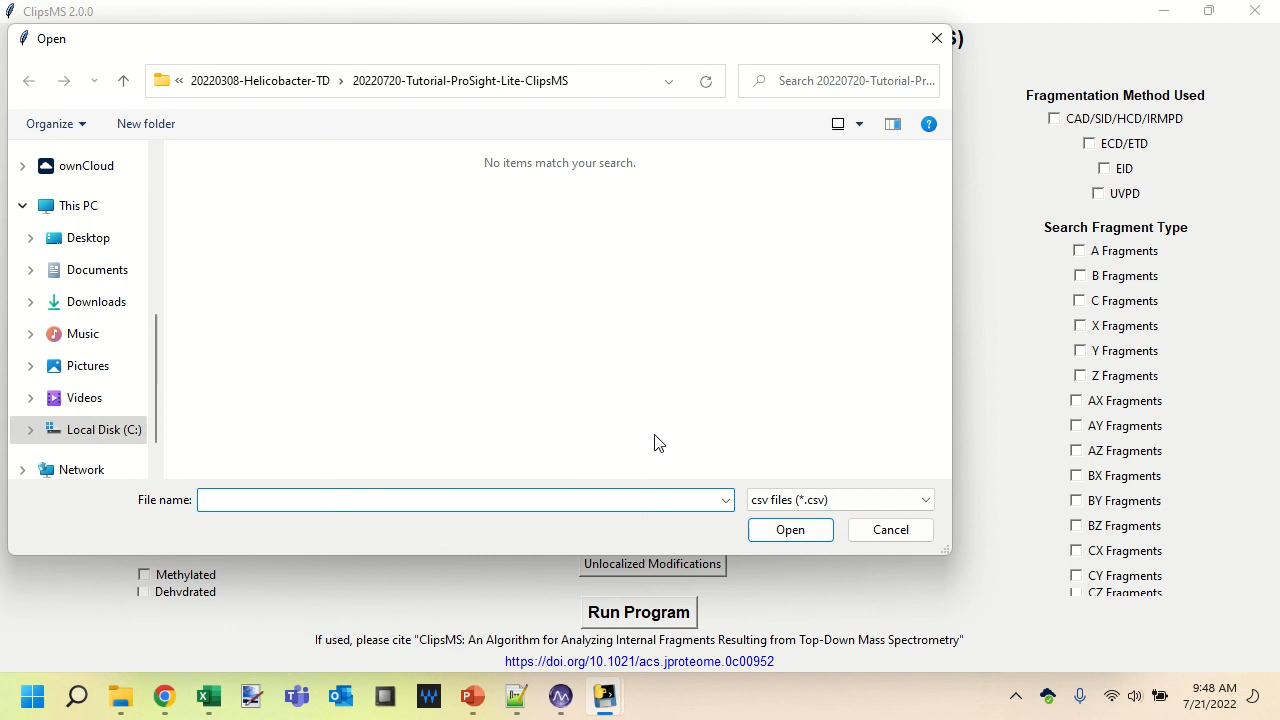 ClipsMS 2.0.0
Open
S)
« 20220308-Helicobacter-TD › 20220720-Tutorial-ProSight-Lite-ClipsMS
Search 20220720-Tutorial-Pr...
Organize
New folder
ownCloud
This PC
Desktop
Documents
Downloads
Music
Pictures
Videos
Local Disk (C:)
Network
No items match your search.
File name:
csv files (*.csv)
Open
Cancel
Fragmentation Method Used
CAD/SID/HCD/IRMPD
ECD/ETD
EID
UVPD
Search Fragment Type
A Fragments
B Fragments
C Fragments
X Fragments
Y Fragments
Z Fragments
AX Fragments
AY Fragments
AZ Fragments
BX Fragments
BY Fragments
BZ Fragments
CX Fragments
CY Fragments
CZ Fragments
Unlocalized Modifications
Methylated
Dehydrated
Run Program
If used, please cite "ClipsMS: An Algorithm for Analyzing Internal Fragments Resulting from Top-Down Mass Spectrometry"
https://doi.org/10.1021/acs.jproteome.0c00952
9:48 AM
7/21/2022